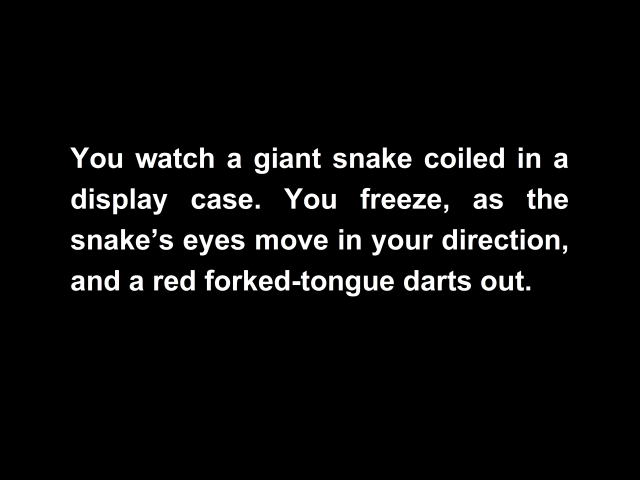 You watch a giant snake coiled in a
display case. You freeze, as the
snake’s eyes move in your direction,
and a red forked-tongue darts out.